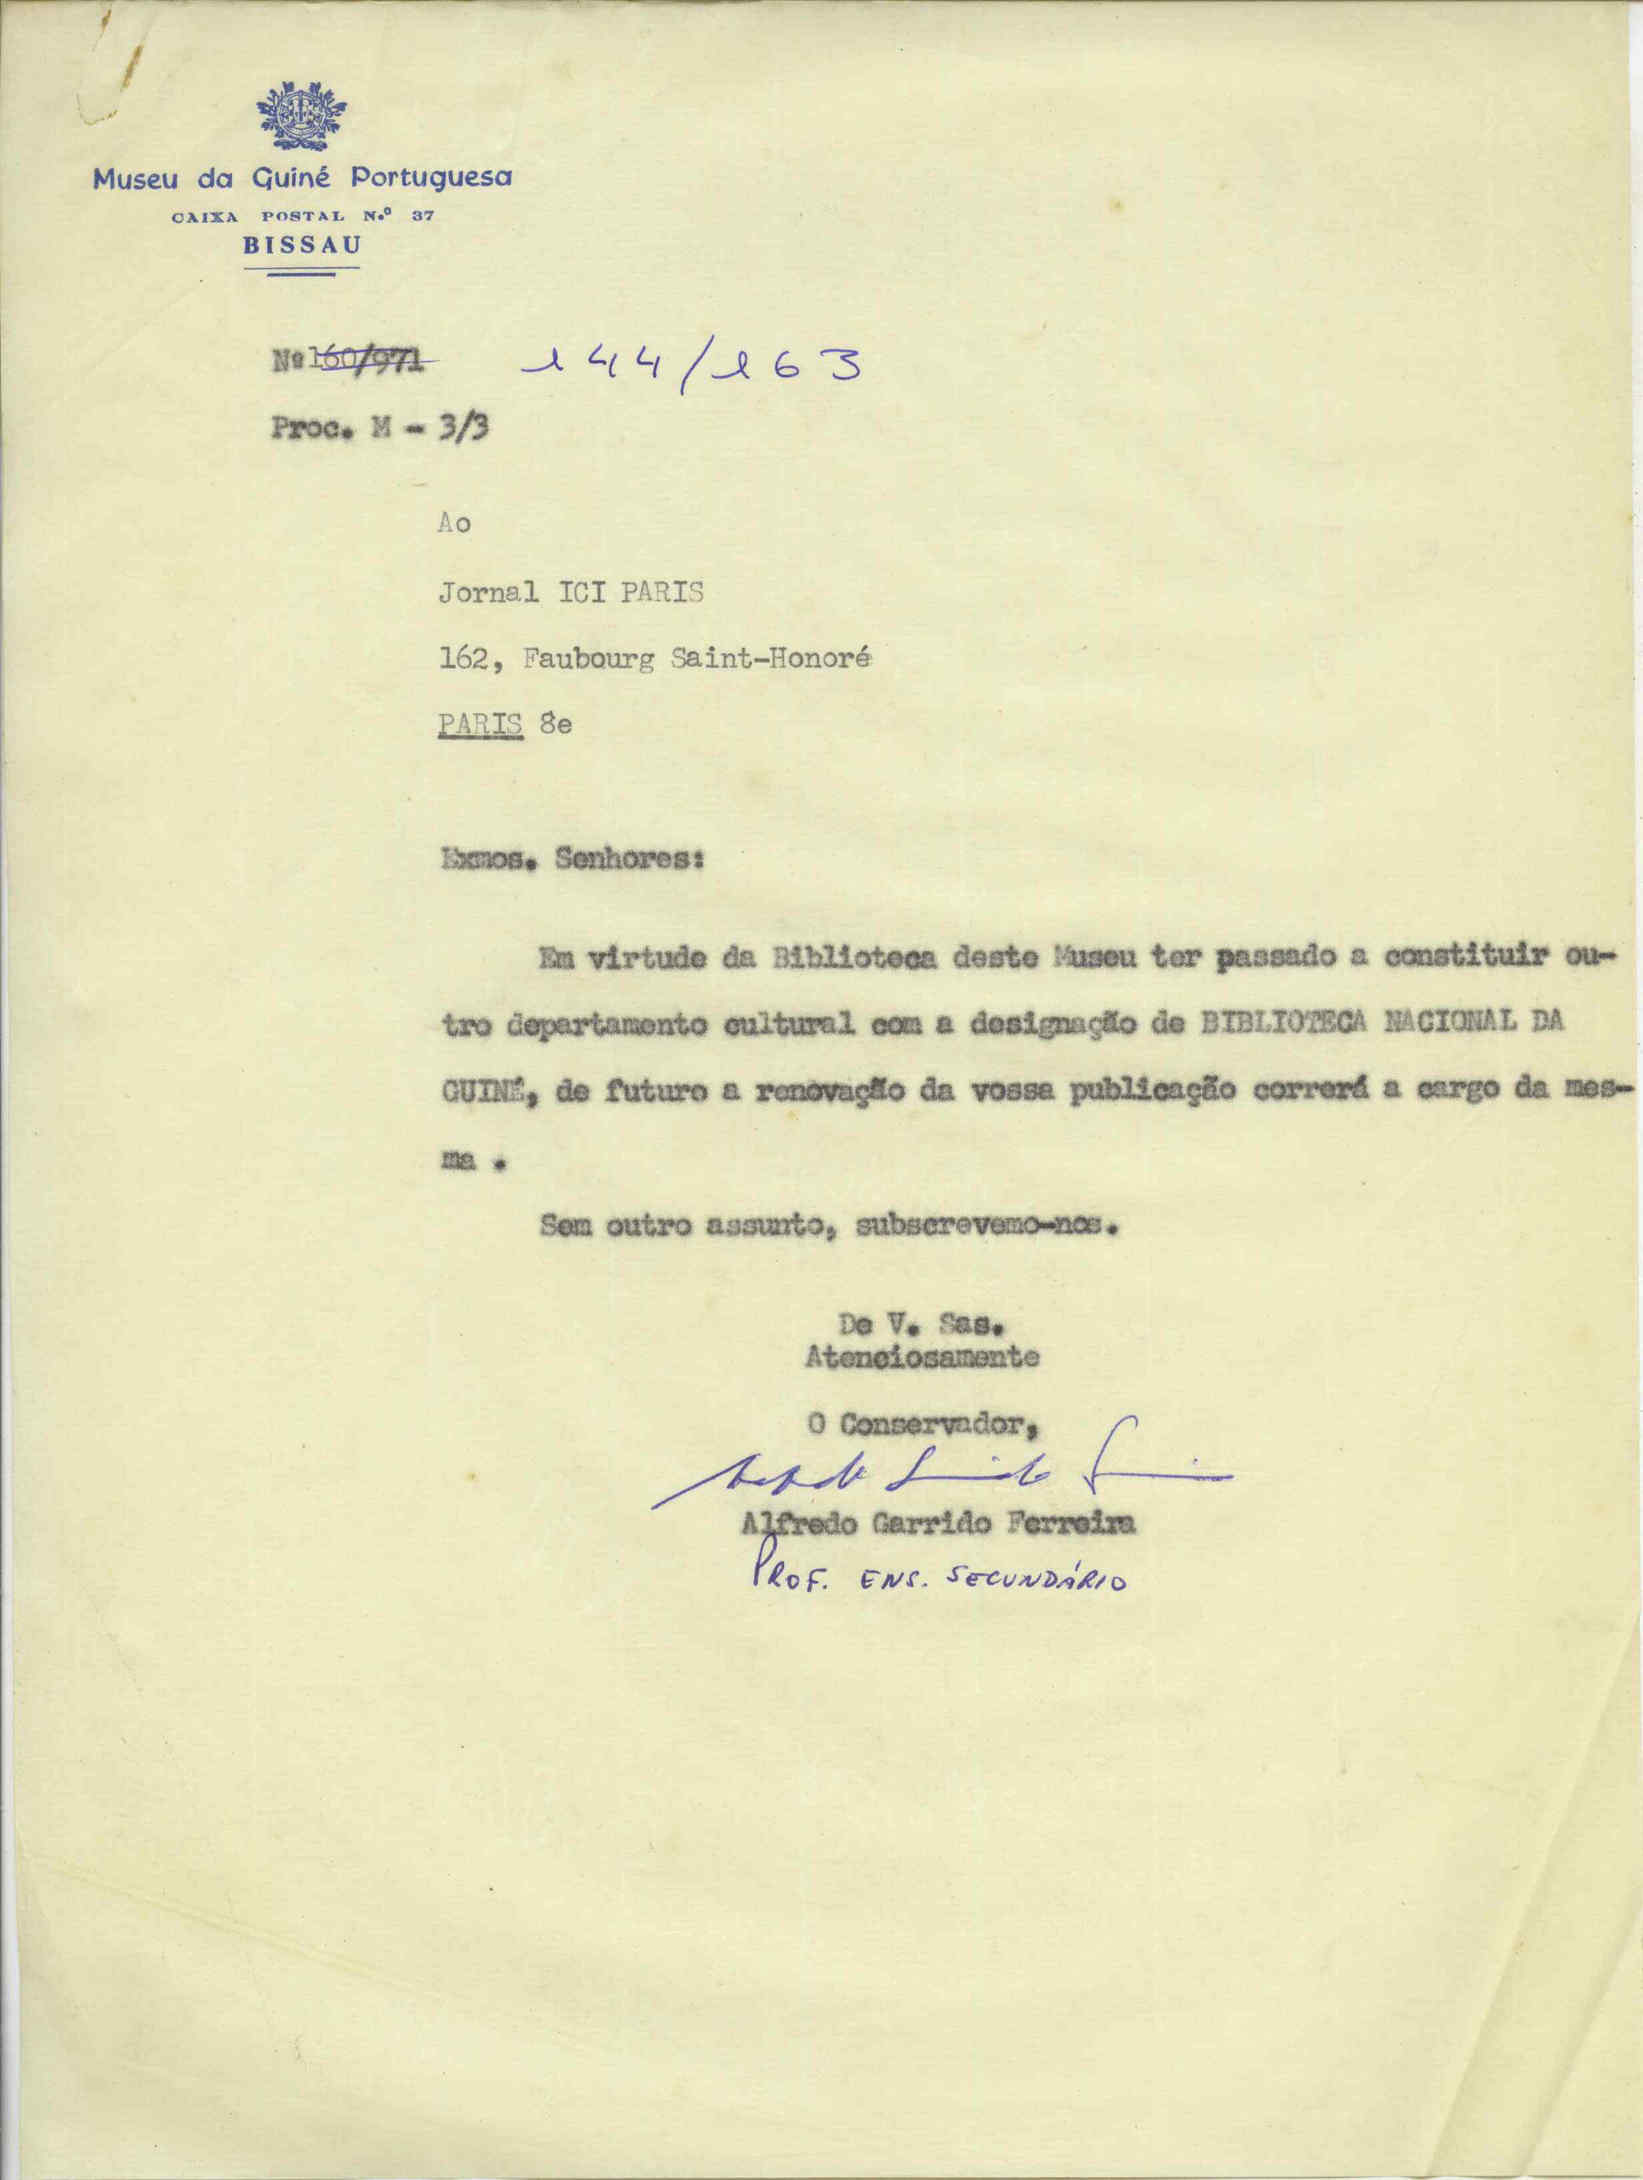 Museu da Guiné Portuguesa
CAIXA POSTAL N.º 37
BISSAU
Nº 160/971 144/163
Proc. M - 3/3
Ao
Jornal ICI PARIS
162, Faubourg Saint-Honoré
PARIS 8e
Exmos. Senhores:
Em virtude da Biblioteca deste Museu ter passado a constituir ou-
tro departamento cultural com a designação de BIBLIOTECA NACIONAL DA
GUINÉ, de futuro a renovação da vossa publicação correrá a cargo da mes-
ma .
Sem outro assunto, subscrevemo-nos.
De V. Sas.
Atenciosamente
O Conservador,
Alfredo Garrido Ferreira
PROF. ENS. SECUNDÁRIO